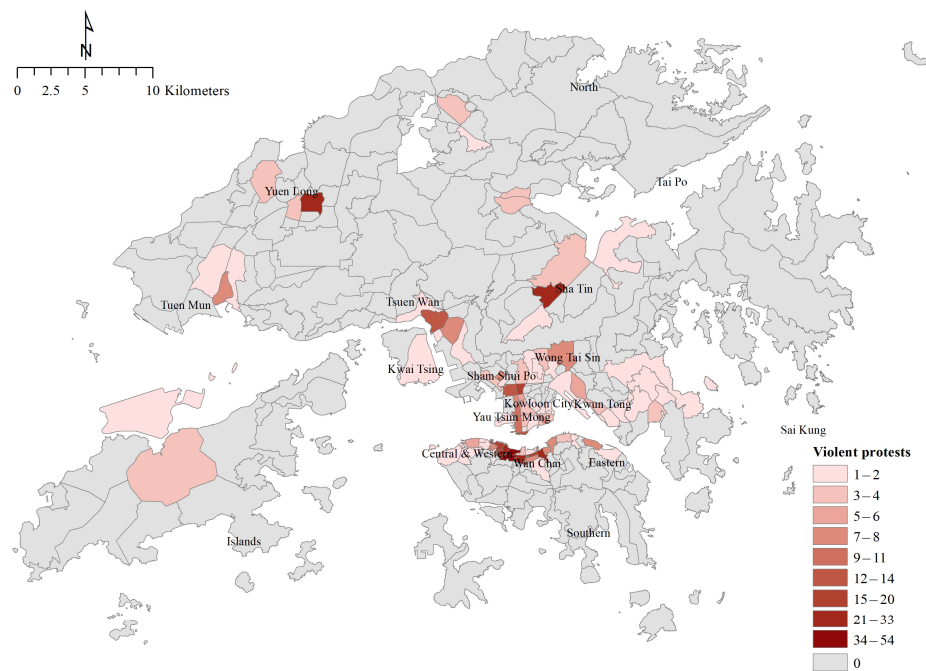 N
0 2.5 5 10 Kilometers
North
Tai Po
Yuen Long
Sha Tin
Tuen Mun
Tsuen Wan
Wong Tai Sin
Kwai Tsing
Sham Shui Po
Kowloon City
Kwun Tong
Yau Tsim Mong
Sai Kung
Central & Western
Wan Chai
Eastern
Southern
Islands
Violent protests
1–2
3–4
5–6
7–8
9–11
12–14
15–20
21–33
34–54
0